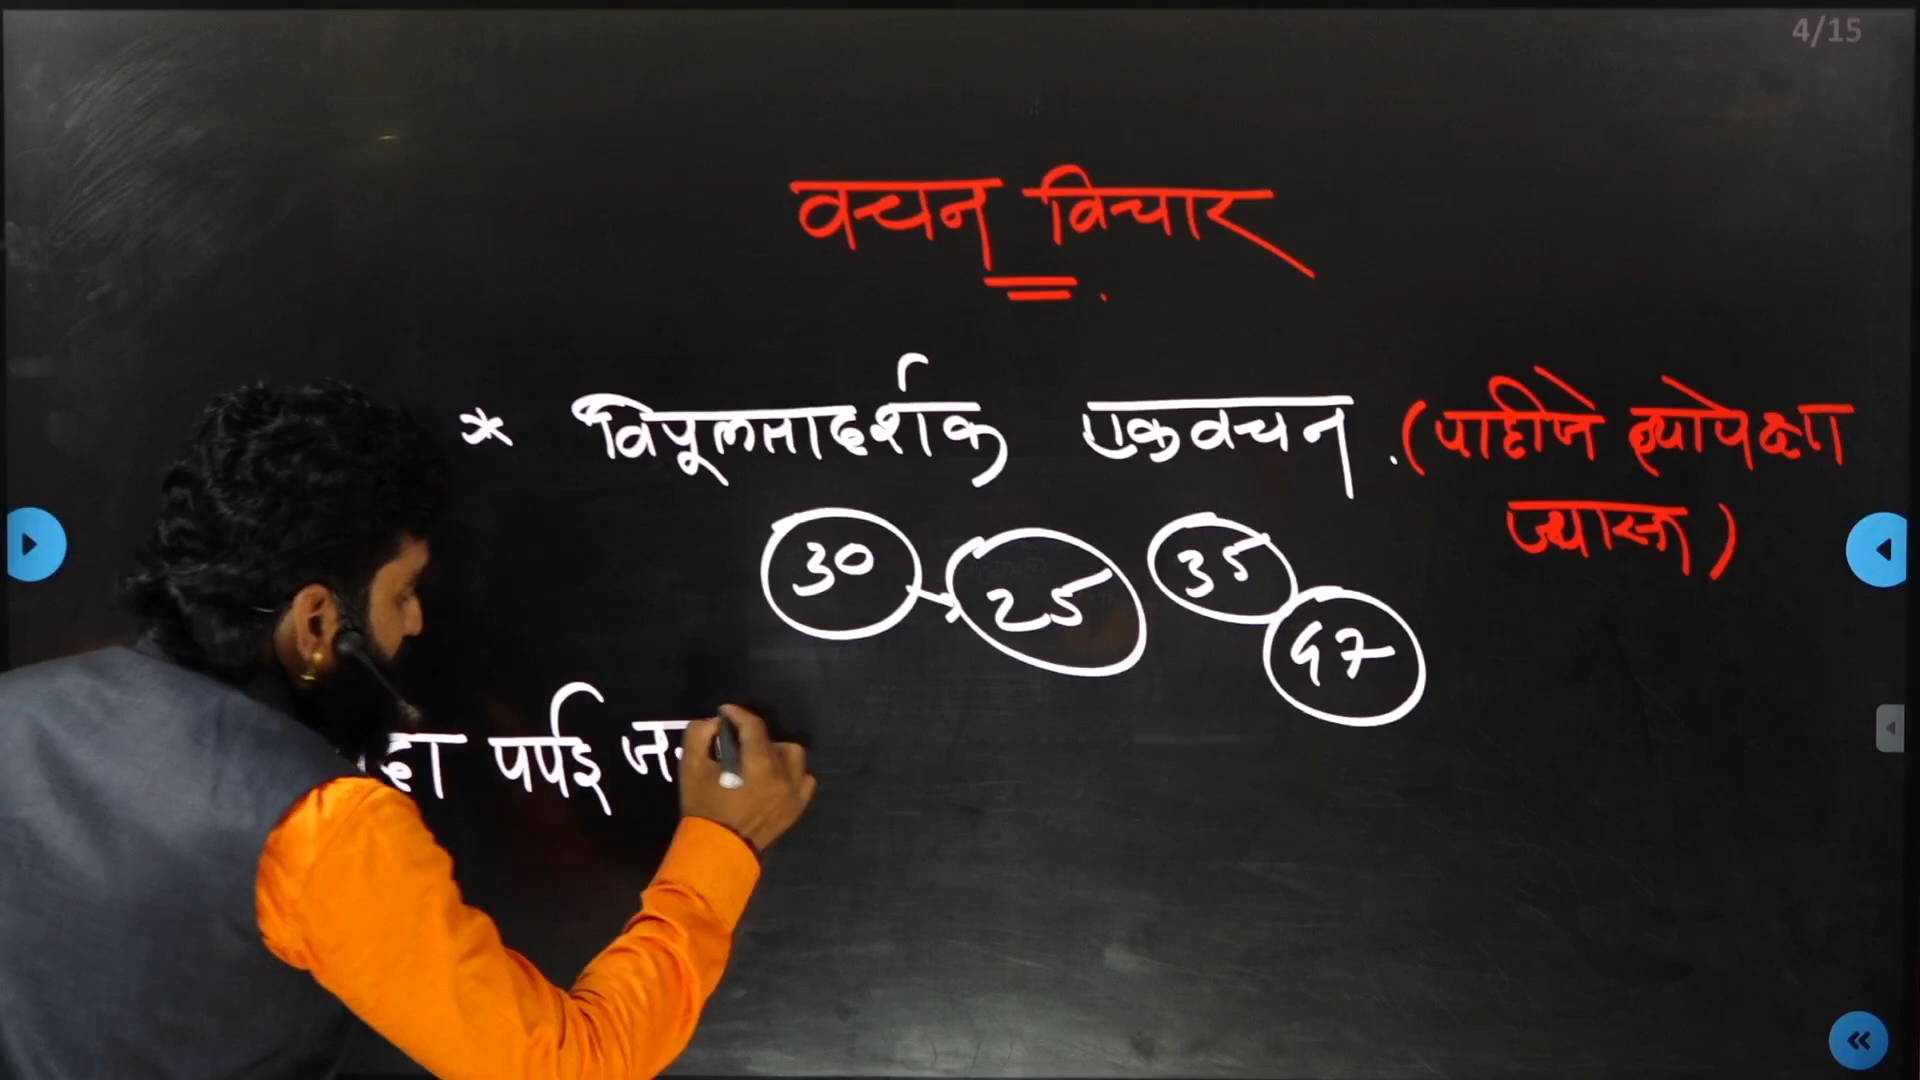 4/15
वचन विचार
* विपूलतादर्शक एकवचन. (पाहीजे त्यापेक्षा
ज्यास्त)
30 25 35
47
पपई